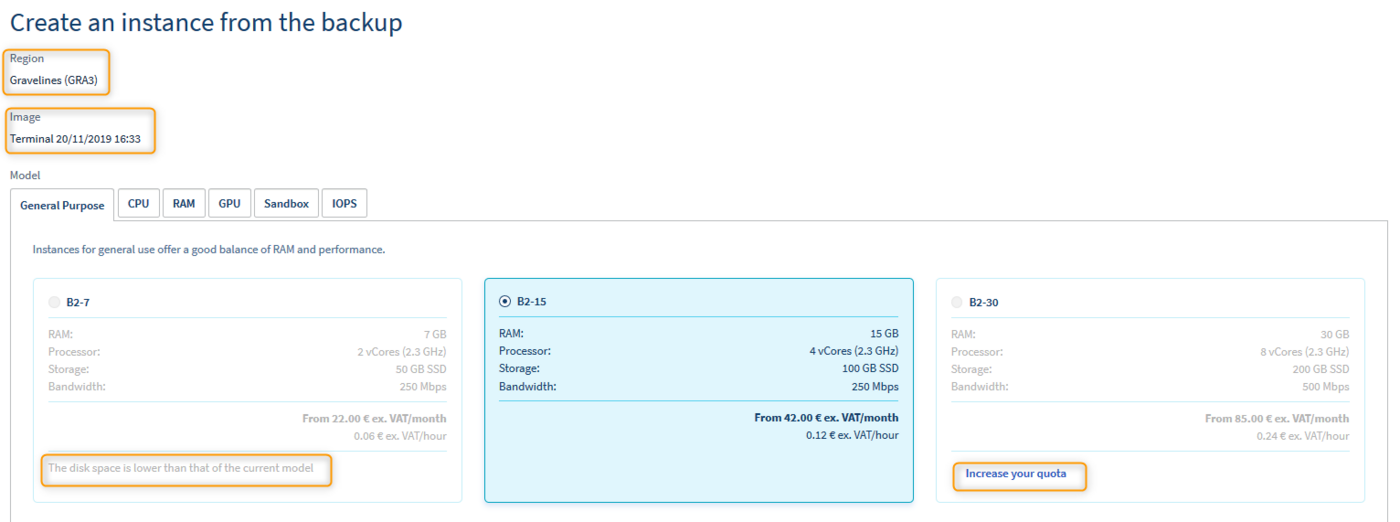 Create an instance from the backup
Region
Gravelines (GRA3)
Image
Terminal 20/11/2019 16:33
Model
General Purpose CPU RAM GPU Sandbox IOPS
Instances for general use offer a good balance of RAM and performance.
B2-7
RAM: 7 GB
Processor: 2 vCores (2.3 GHz)
Storage: 50 GB SSD
Bandwidth: 250 Mbps
From 22.00 € ex. VAT/month
0.06 € ex. VAT/hour
The disk space is lower than that of the current model
B2-15
RAM: 15 GB
Processor: 4 vCores (2.3 GHz)
Storage: 100 GB SSD
Bandwidth: 250 Mbps
From 42.00 € ex. VAT/month
0.12 € ex. VAT/hour
B2-30
RAM: 30 GB
Processor: 8 vCores (2.3 GHz)
Storage: 200 GB SSD
Bandwidth: 500 Mbps
From 85.00 € ex. VAT/month
0.24 € ex. VAT/hour
Increase your quota